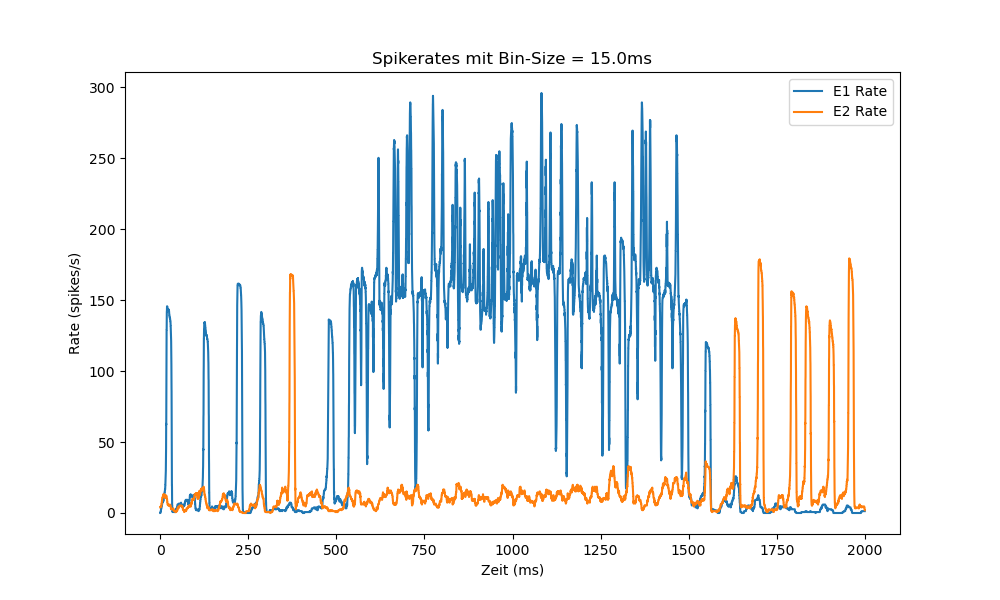 Spikerates mit Bin-Size = 15.0ms
E1 Rate
E2 Rate
300
250
200
150
100
50
0
Rate (spikes/s)
0 250 500 750 1000 1250 1500 1750 2000
Zeit (ms)